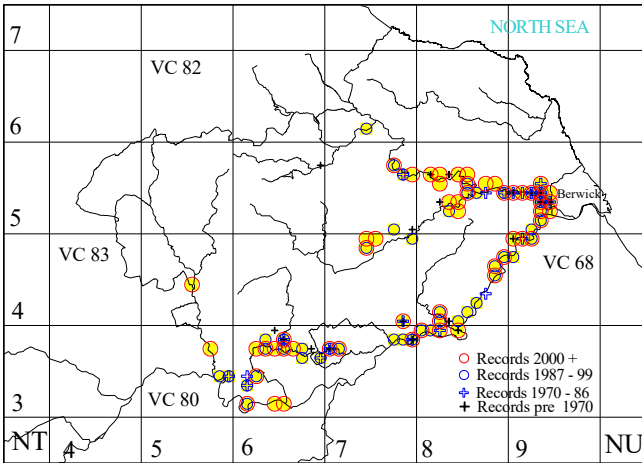 7
NORTH SEA
VC 82
6
Berwick
5
VC 83
VC 68
4
Records 2000 +
Records 1987 - 99
VC 80
Records 1970 - 86
Records pre 1970
3
NT 4 5 6 7 8 9 NU